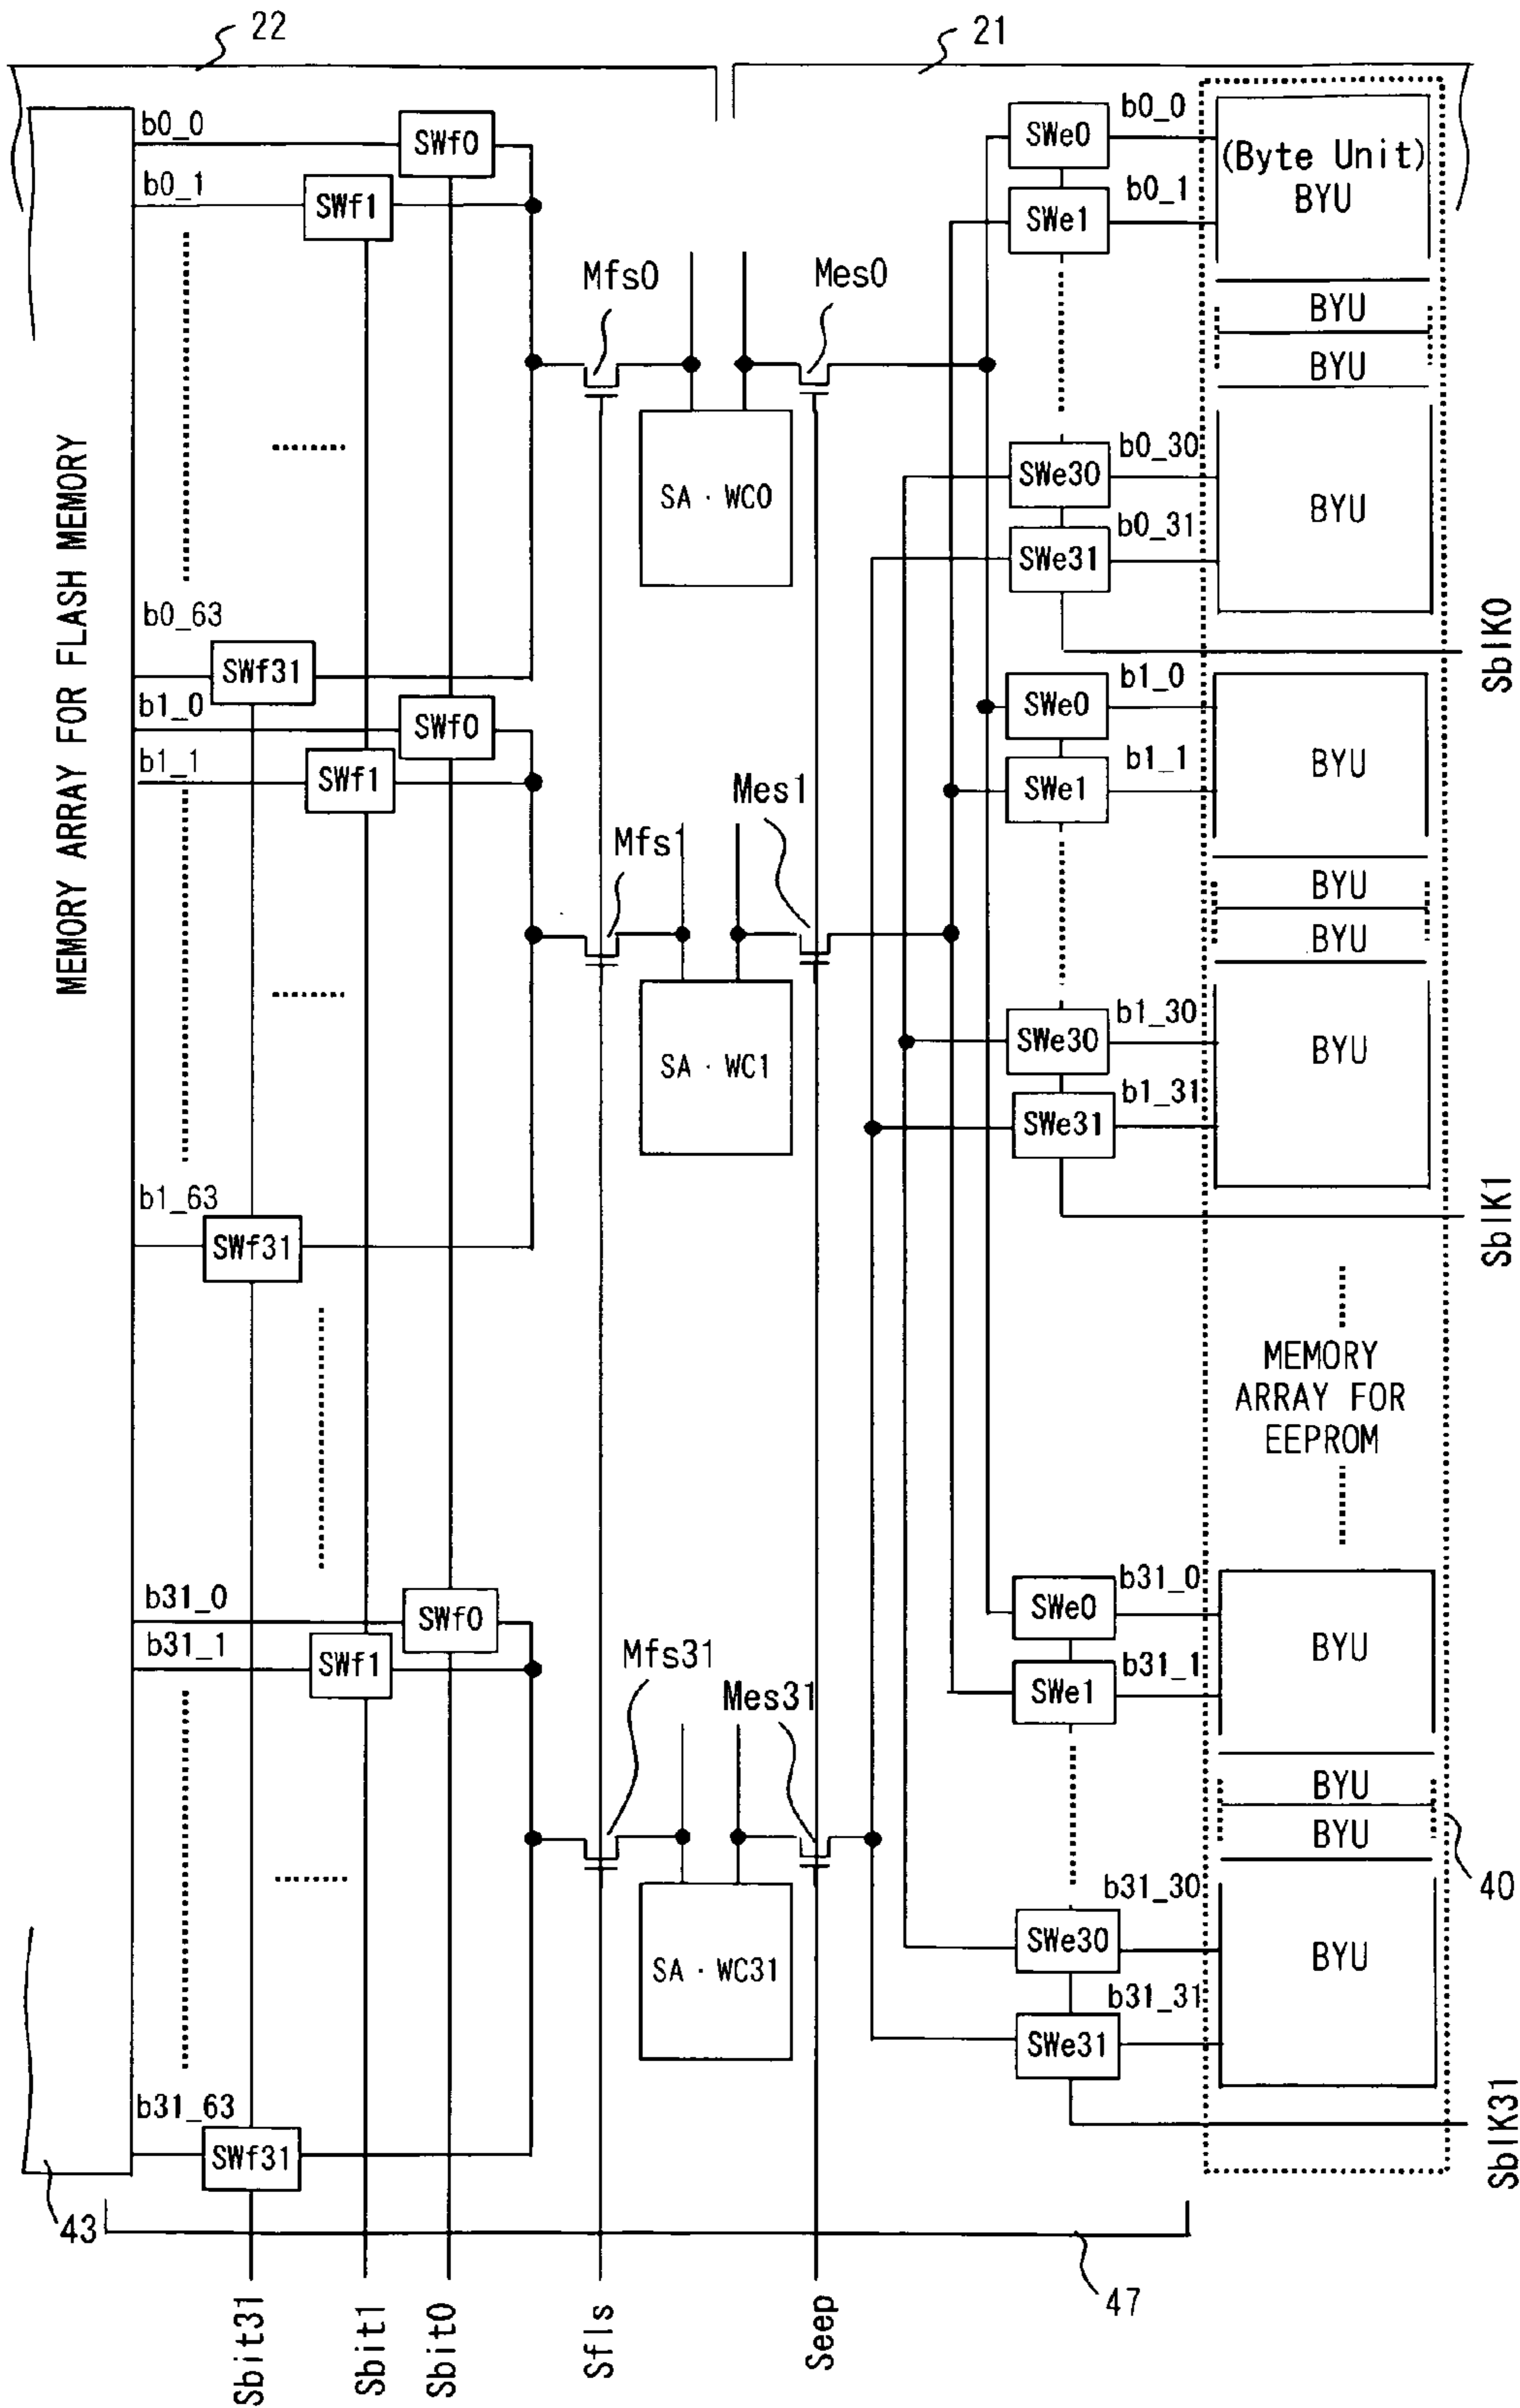 22
21
b0_0
SWf0
b0_1
SWf1
SWe0
b0_0
(Byte Unit)
BYU
SWe1
b0_1
Mfs0
Mes0
BYU
BYU
MEMORY ARRAY FOR FLASH MEMORY
SA · WC0
SWe30
b0_30
BYU
SWe31
b0_31
b0_63
SWf31
SblK0
b1_0
SWf0
b1_1
SWf1
SWe0
b1_0
BYU
SWe1
b1_1
Mfs1
Mes1
BYU
BYU
SA · WC1
SWe30
b1_30
BYU
SWe31
b1_31
b1_63
SWf31
SblK1
MEMORY
ARRAY FOR
EEPROM
b31_0
SWf0
b31_1
SWf1
SWe0
b31_0
BYU
SWe1
b31_1
Mfs31
Mes31
BYU
BYU
40
SA · WC31
SWe30
b31_30
BYU
SWe31
b31_31
b31_63
SWf31
SblK31
43
47
Sbit31
Sbit1
Sbit0
Sfls
Seep